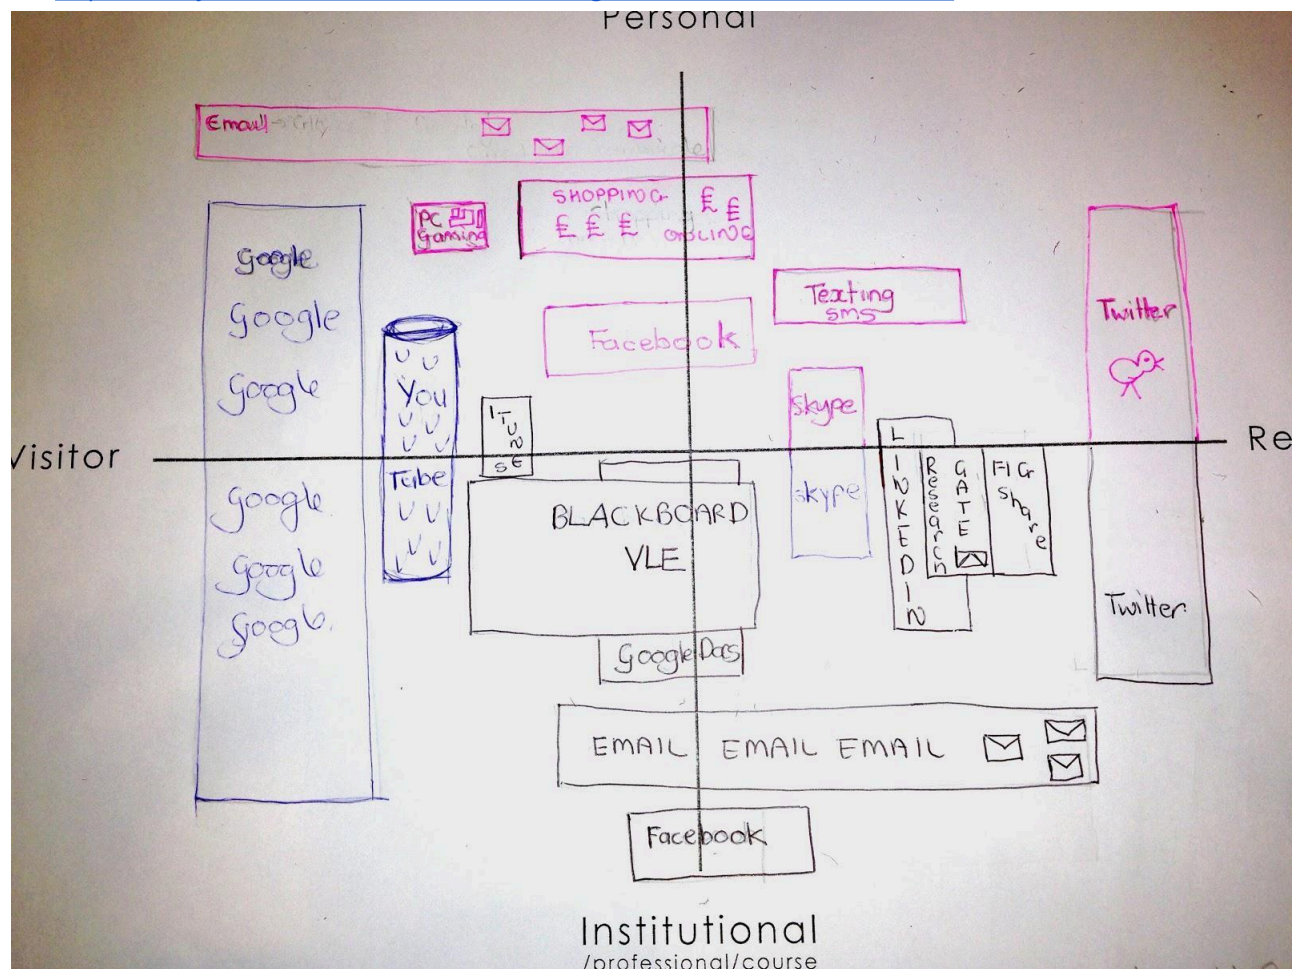 Personal
Email
SHOPPING
£ £
£ £ £
ONLINE
PC
Gaming
Google
Google
Google
Texting
SMS
Twitter
Facebook
You
Tube
ITUNES
Skype
Skype
Visitor
Re
LINKEDIN
Research
GATE
FIG
Share
BLACKBOARD
VLE
Google
Google
Google
Twitter
Google Docs
EMAIL EMAIL EMAIL
Facebook
Institutional
/professional/course